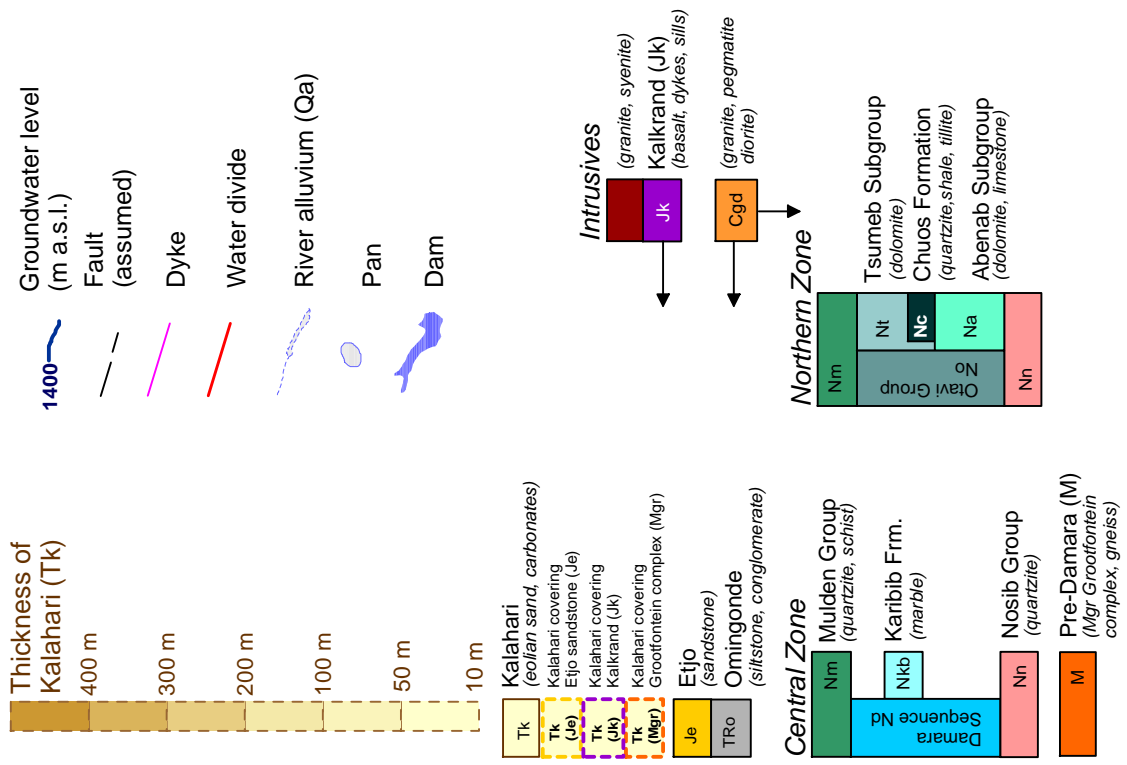 Thickness of
Kalahari (Tk)
400 m
300 m
200 m
100 m
50 m
10 m
1400
Groundwater level
(m a.s.l.)
Fault
(assumed)
Dyke
Water divide
River alluvium (Qa)
Pan
Dam
Tk
Kalahari
(eolian sand, carbonates)
Tk
(Je)
Kalahari covering
Etjo sandstone (Je)
Tk
(Jk)
Kalahari covering
Kalkrand (Jk)
Tk
(Mgr)
Kalahari covering
Grootfontein complex (Mgr)
Je
Etjo
(sandstone)
TRo
Omingonde
(siltstone, conglomerate)
Intrusives
(granite, syenite)
Jk
Kalkrand (Jk)
(basalt, dykes, sills)
Cgd
(granite, pegmatite
diorite)
Central Zone
Nm
Mulden Group
(quartzite, schist)
Damara
Sequence Nd
Nkb
Karibib Frm.
(marble)
Nn
Nosib Group
(quartzite)
M
Pre-Damara (M)
(Mgr Grootfontein
complex, gneiss)
Northern Zone
Nm
Otavi Group
No
Nt
Tsumeb Subgroup
(dolomite)
Nc
Chuos Formation
(quartzite,shale, tillite)
Na
Abenab Subgroup
(dolomite, limestone)
Nn